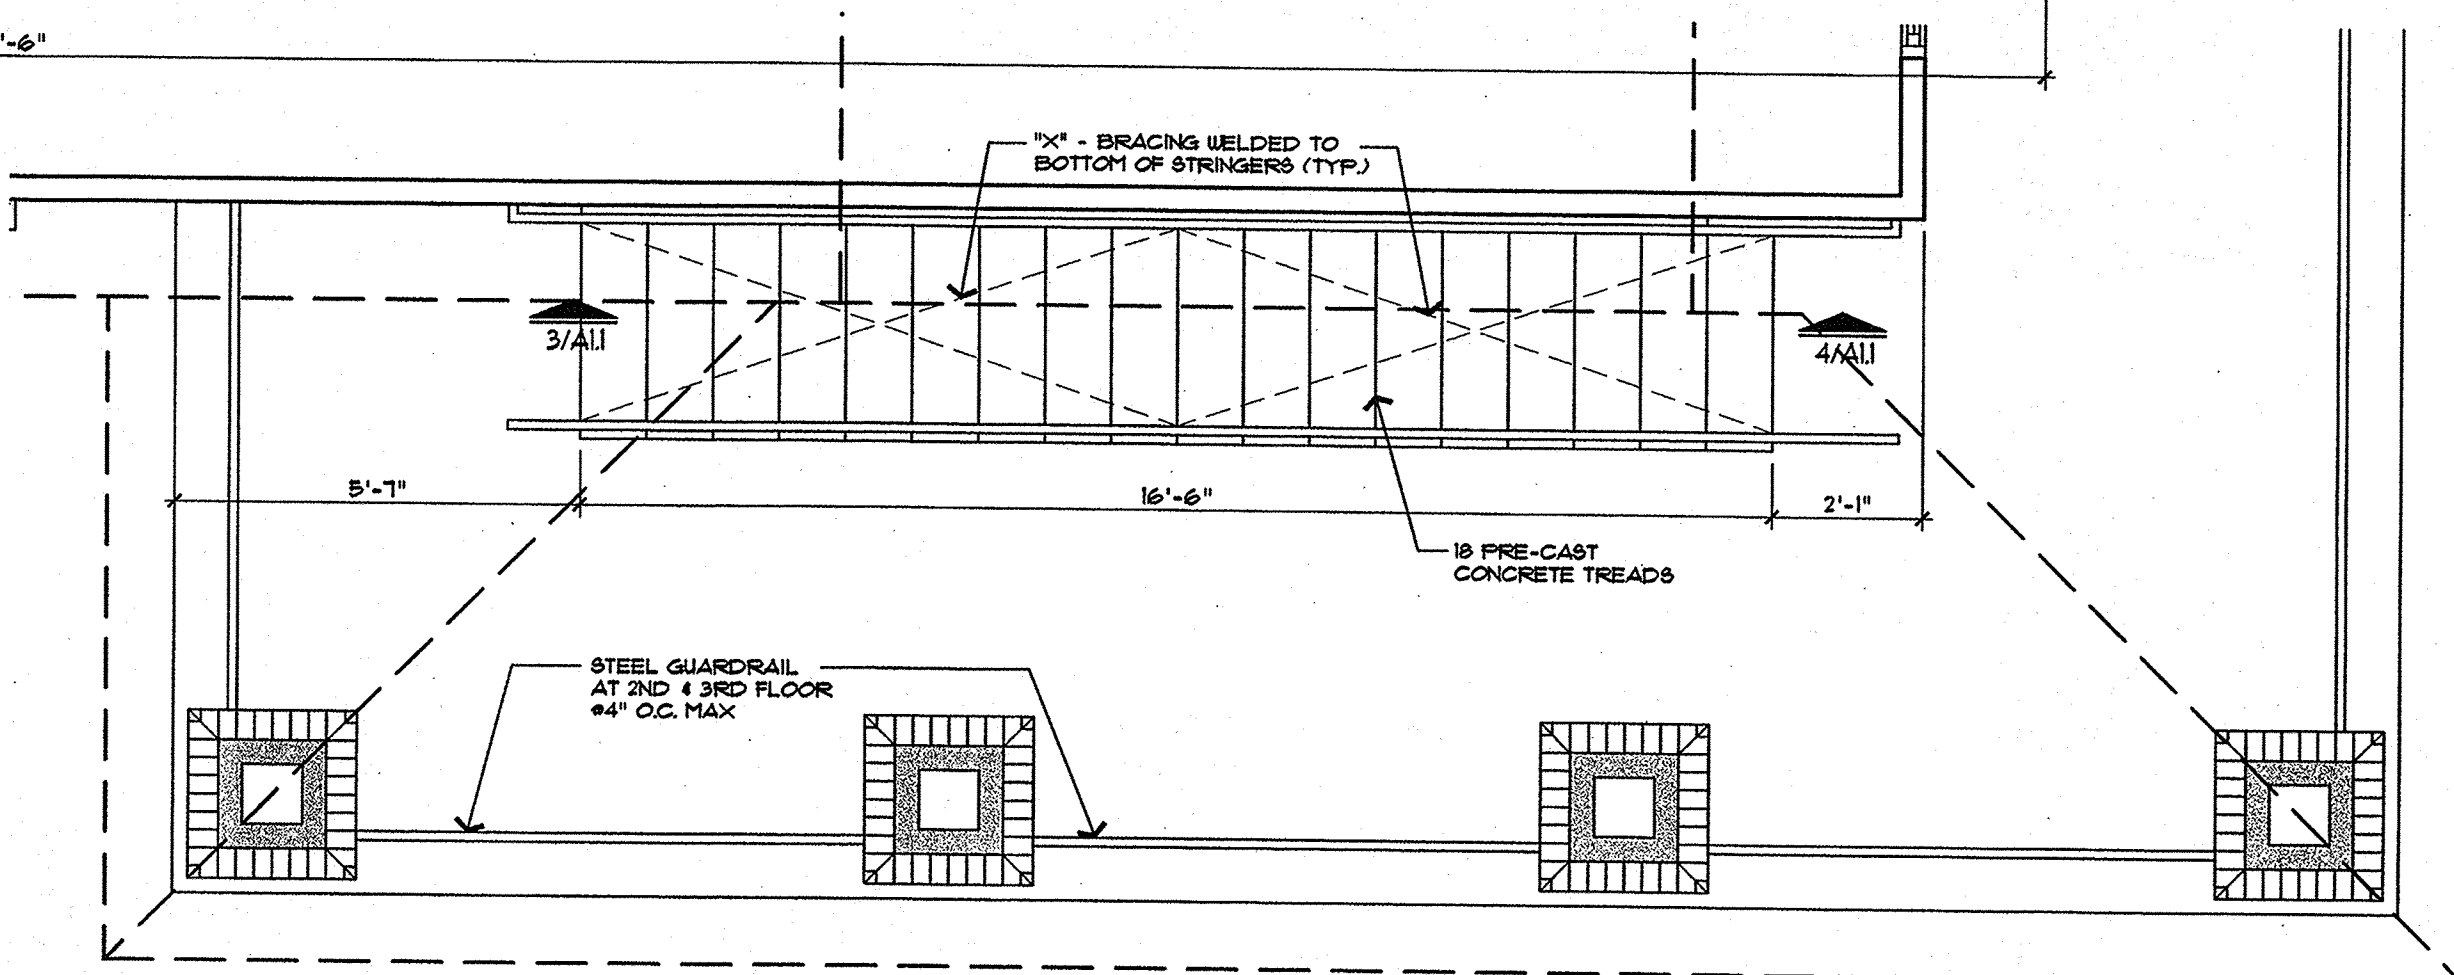 '-6"
"X" - BRACING WELDED TO
BOTTOM OF STRINGERS (TYP.)
3/A1.1
4/A1.1
5'-7"
16'-6"
2'-1"
18 PRE-CAST
CONCRETE TREADS
STEEL GUARDRAIL
AT 2ND & 3RD FLOOR
@4" O.C. MAX